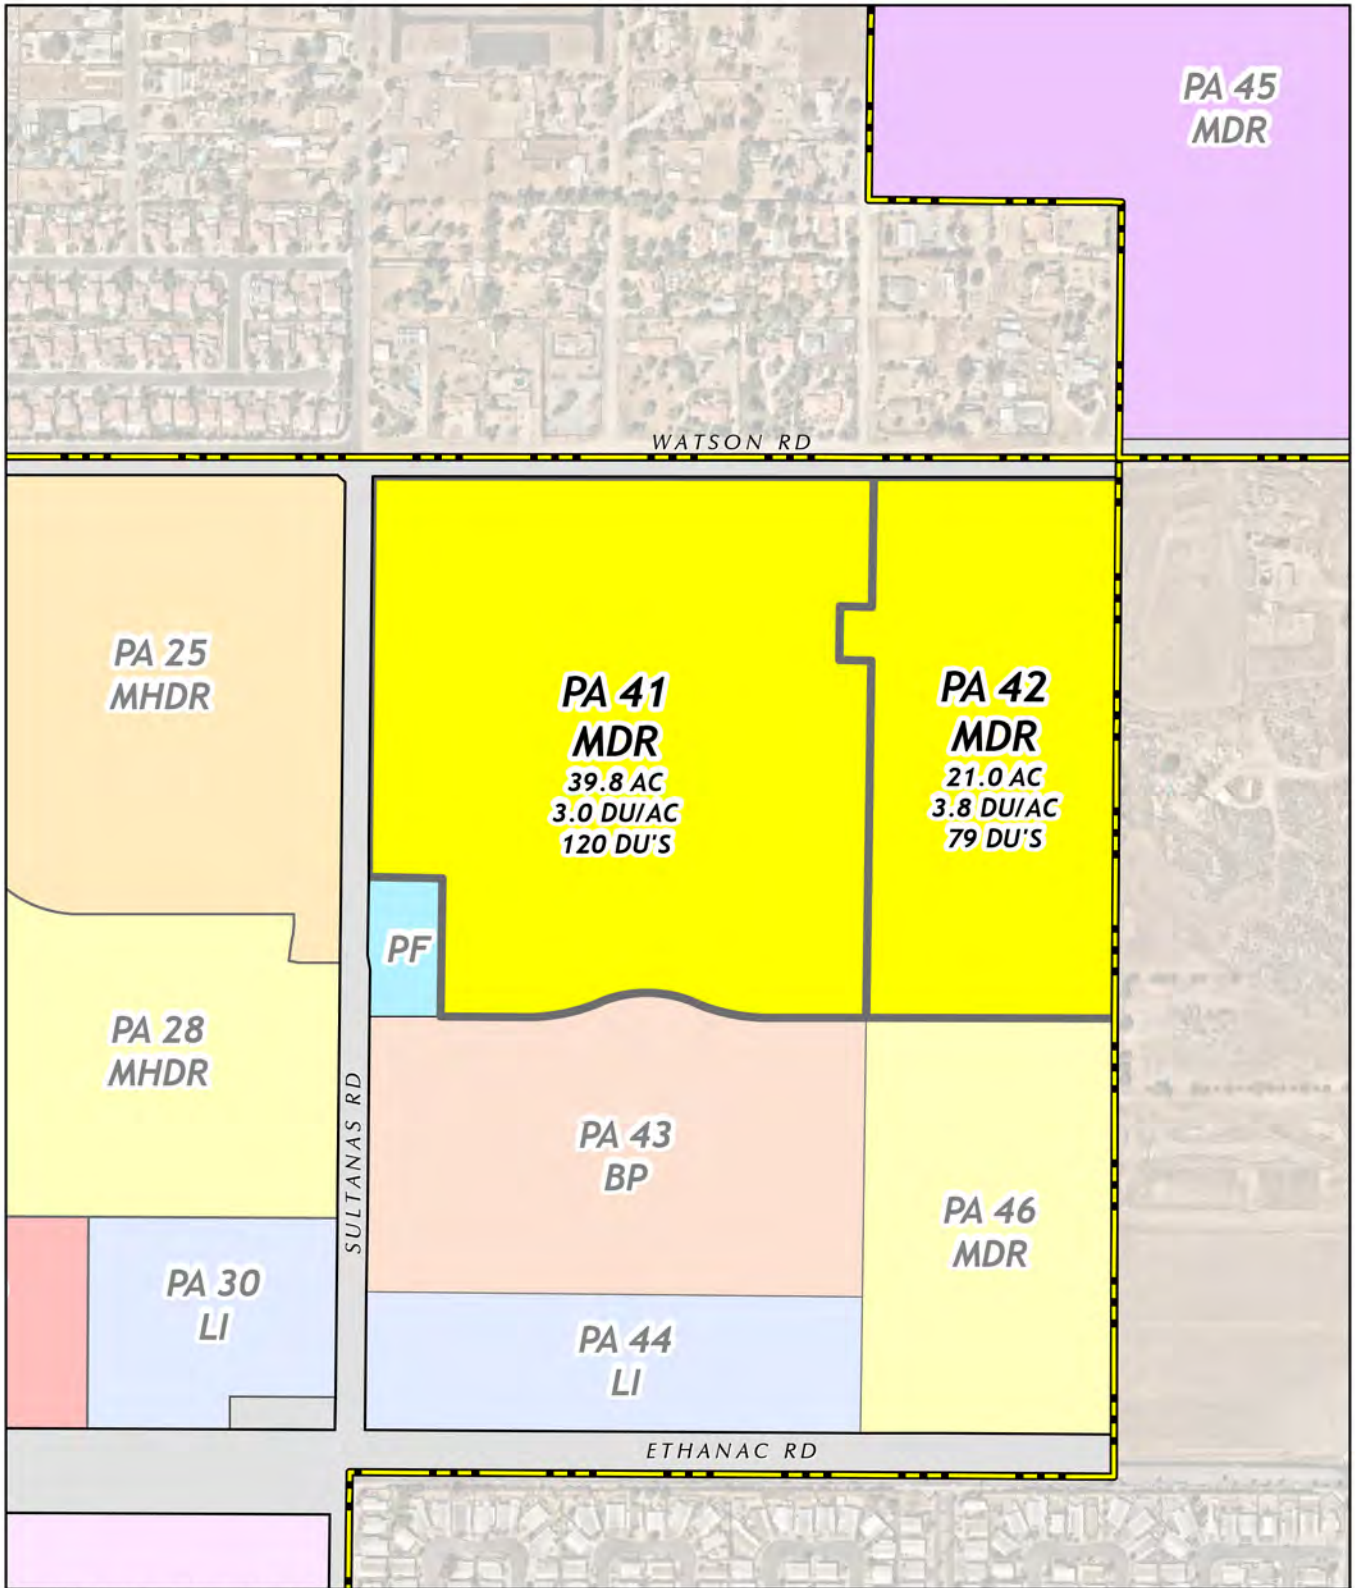 PA 45
MDR
WATSON RD
PA 25
MHDR
PA 41
MDR
39.8 AC
3.0 DU/AC
120 DU'S
PA 42
MDR
21.0 AC
3.8 DU/AC
79 DU'S
PF
PA 28
MHDR
SULTANAS RD
PA 43
BP
PA 46
MDR
PA 30
LI
PA 44
LI
ETHANAC RD